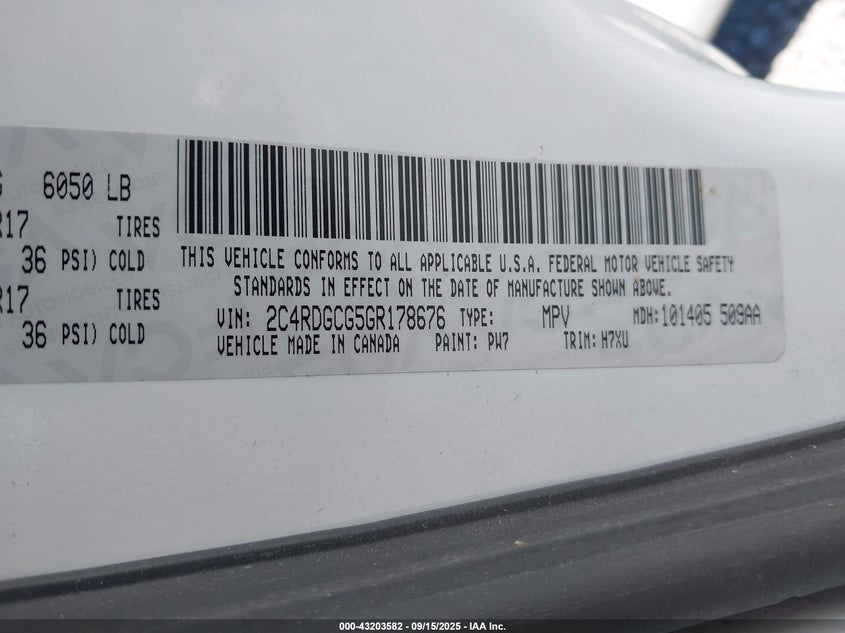 G 6050 LB
R17 TIRES
36 PSI) COLD
R17 TIRES
36 PSI) COLD
THIS VEHICLE CONFORMS TO ALL APPLICABLE U.S.A. FEDERAL MOTOR VEHICLE SAFETY
STANDARDS IN EFFECT ON THE DATE OF MANUFACTURE SHOWN ABOVE.
VIN: 2C4RDGCG5GR178676 TYPE: MPV MDH:101405 509AA
VEHICLE MADE IN CANADA PAINT: PW7 TRIM: H7XU
000-43203582 - 09/15/2025 - IAA Inc.